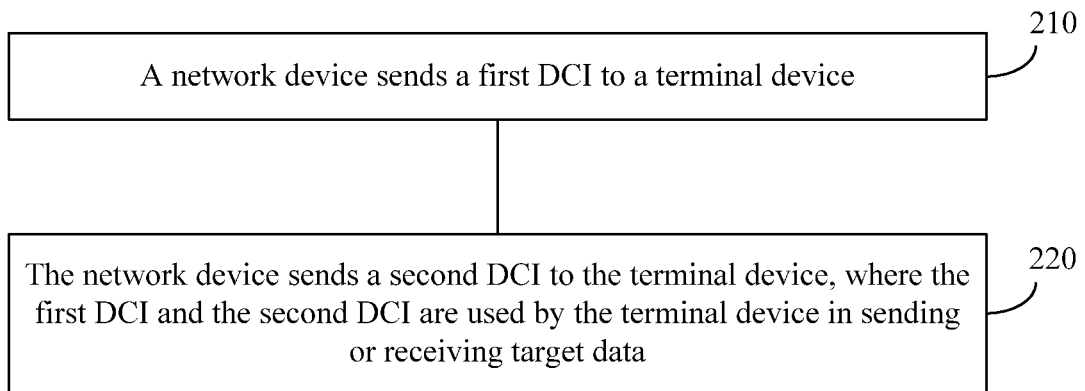 210
A network device sends a first DCI to a terminal device
220
The network device sends a second DCI to the terminal device, where the
first DCI and the second DCI are used by the terminal device in sending
or receiving target data